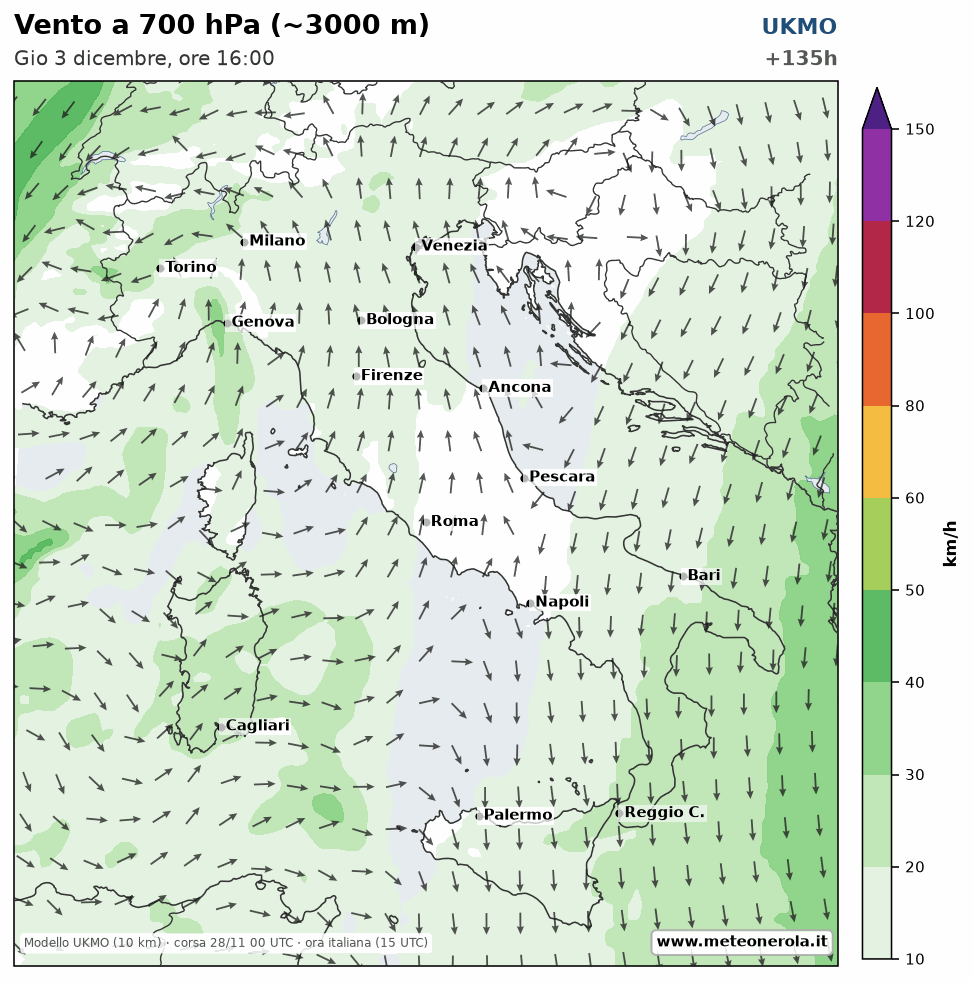 Vento a 700 hPa (~3000 m)
UKMO
Gio 3 dicembre, ore 16:00
+135h
Milano
Venezia
Torino
Genova
Bologna
Firenze
Ancona
Pescara
Roma
Bari
Napoli
Cagliari
Palermo
Reggio C.
150
120
100
80
60
50
40
30
20
10
km/h
Modello UKMO (10 km) · corsa 28/11 00 UTC · ora italiana (15 UTC)
www.meteonerola.it